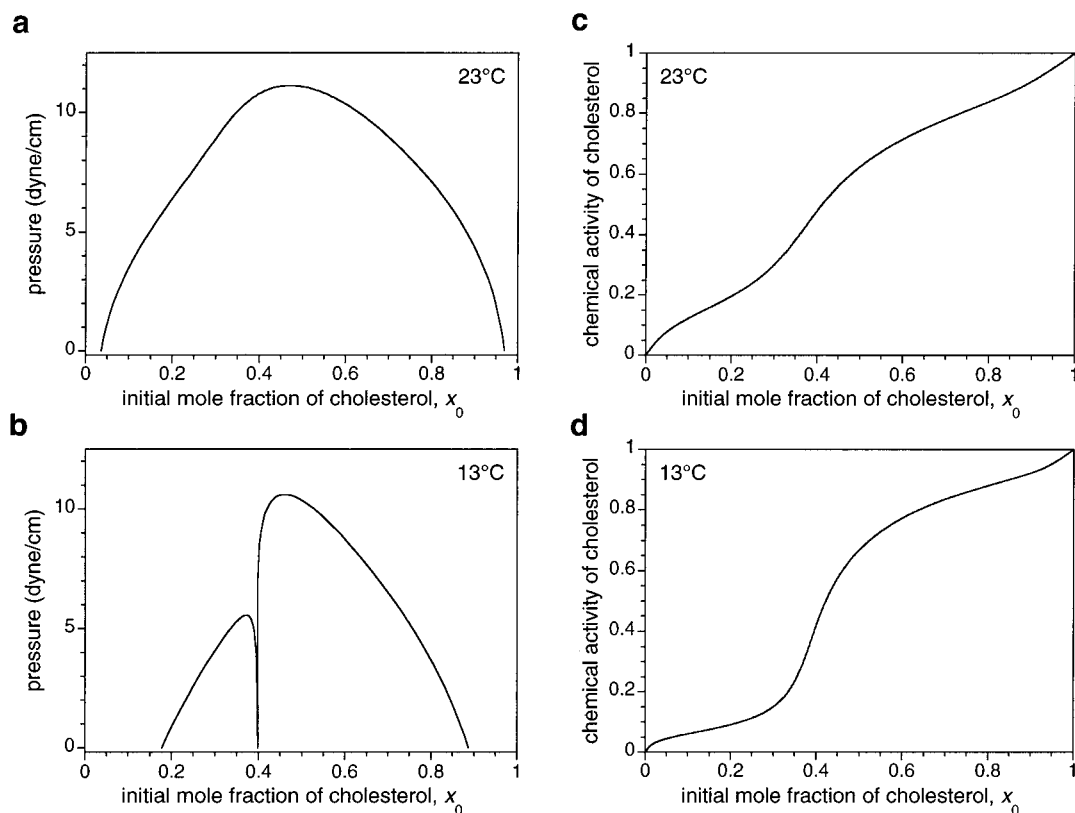 a
23°C
pressure (dyne/cm)
10
5
0
0 0.2 0.4 0.6 0.8 1
initial mole fraction of cholesterol, x₀
c
23°C
chemical activity of cholesterol
1
0.8
0.6
0.4
0.2
0
0 0.2 0.4 0.6 0.8 1
initial mole fraction of cholesterol, x₀
b
13°C
pressure (dyne/cm)
10
5
0
0 0.2 0.4 0.6 0.8 1
initial mole fraction of cholesterol, x₀
d
13°C
chemical activity of cholesterol
1
0.8
0.6
0.4
0.2
0
0 0.2 0.4 0.6 0.8 1
initial mole fraction of cholesterol, x₀